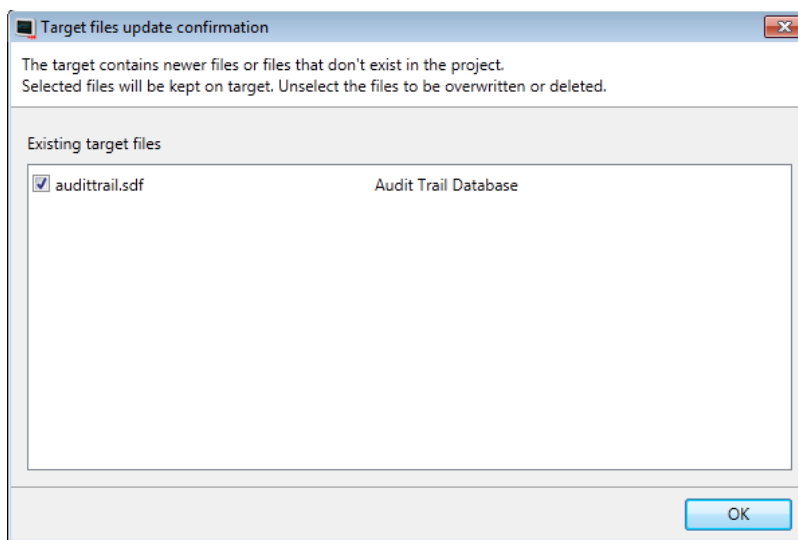 Target files update confirmation
The target contains newer files or files that don't exist in the project.
Selected files will be kept on target. Unselect the files to be overwritten or deleted.
Existing target files
audittrail.sdf Audit Trail Database
OK